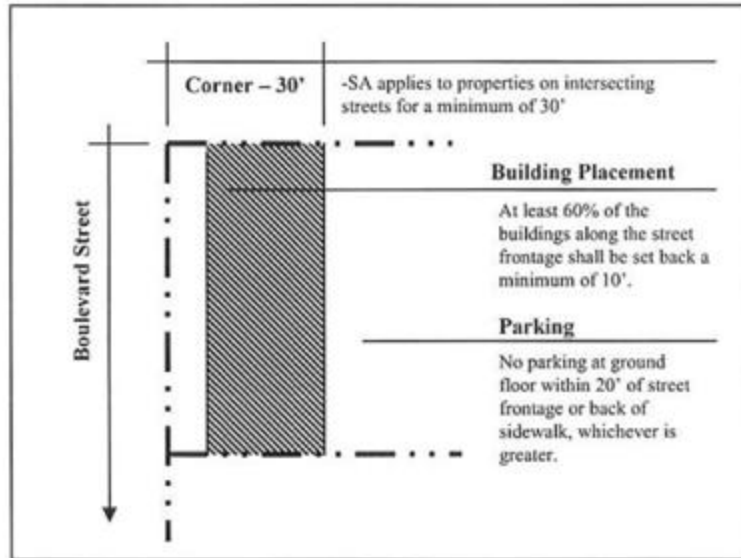 Corner – 30'
-SA applies to properties on intersecting
streets for a minimum of 30'
Boulevard Street
Building Placement
At least 60% of the
buildings along the street
frontage shall be set back a
minimum of 10'.
Parking
No parking at ground
floor within 20' of street
frontage or back of
sidewalk, whichever is
greater.